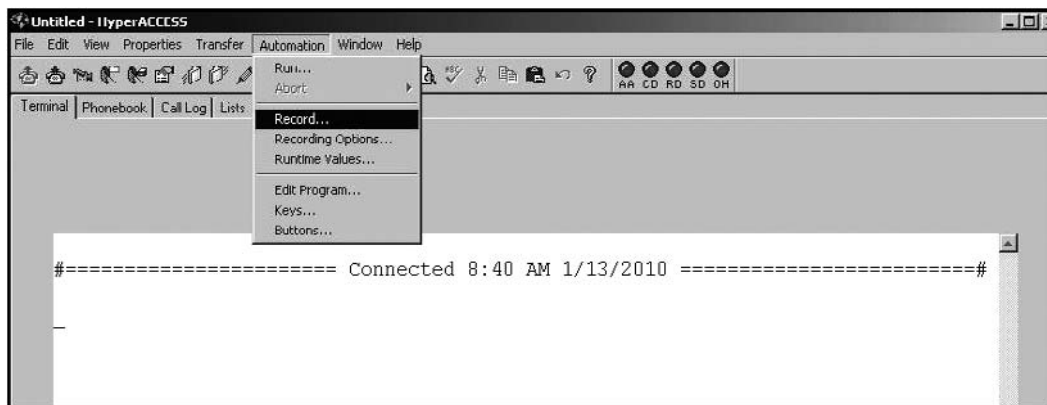 Untitled - HyperACCESS
File Edit View Properties Transfer Automation Window Help
AA CD RD SD OH
Terminal Phonebook Call Log Lists
Run...
Abort
Record...
Recording Options...
Runtime Values...
Edit Program...
Keys...
Buttons...
#======================= Connected 8:40 AM 1/13/2010 =========================#
_